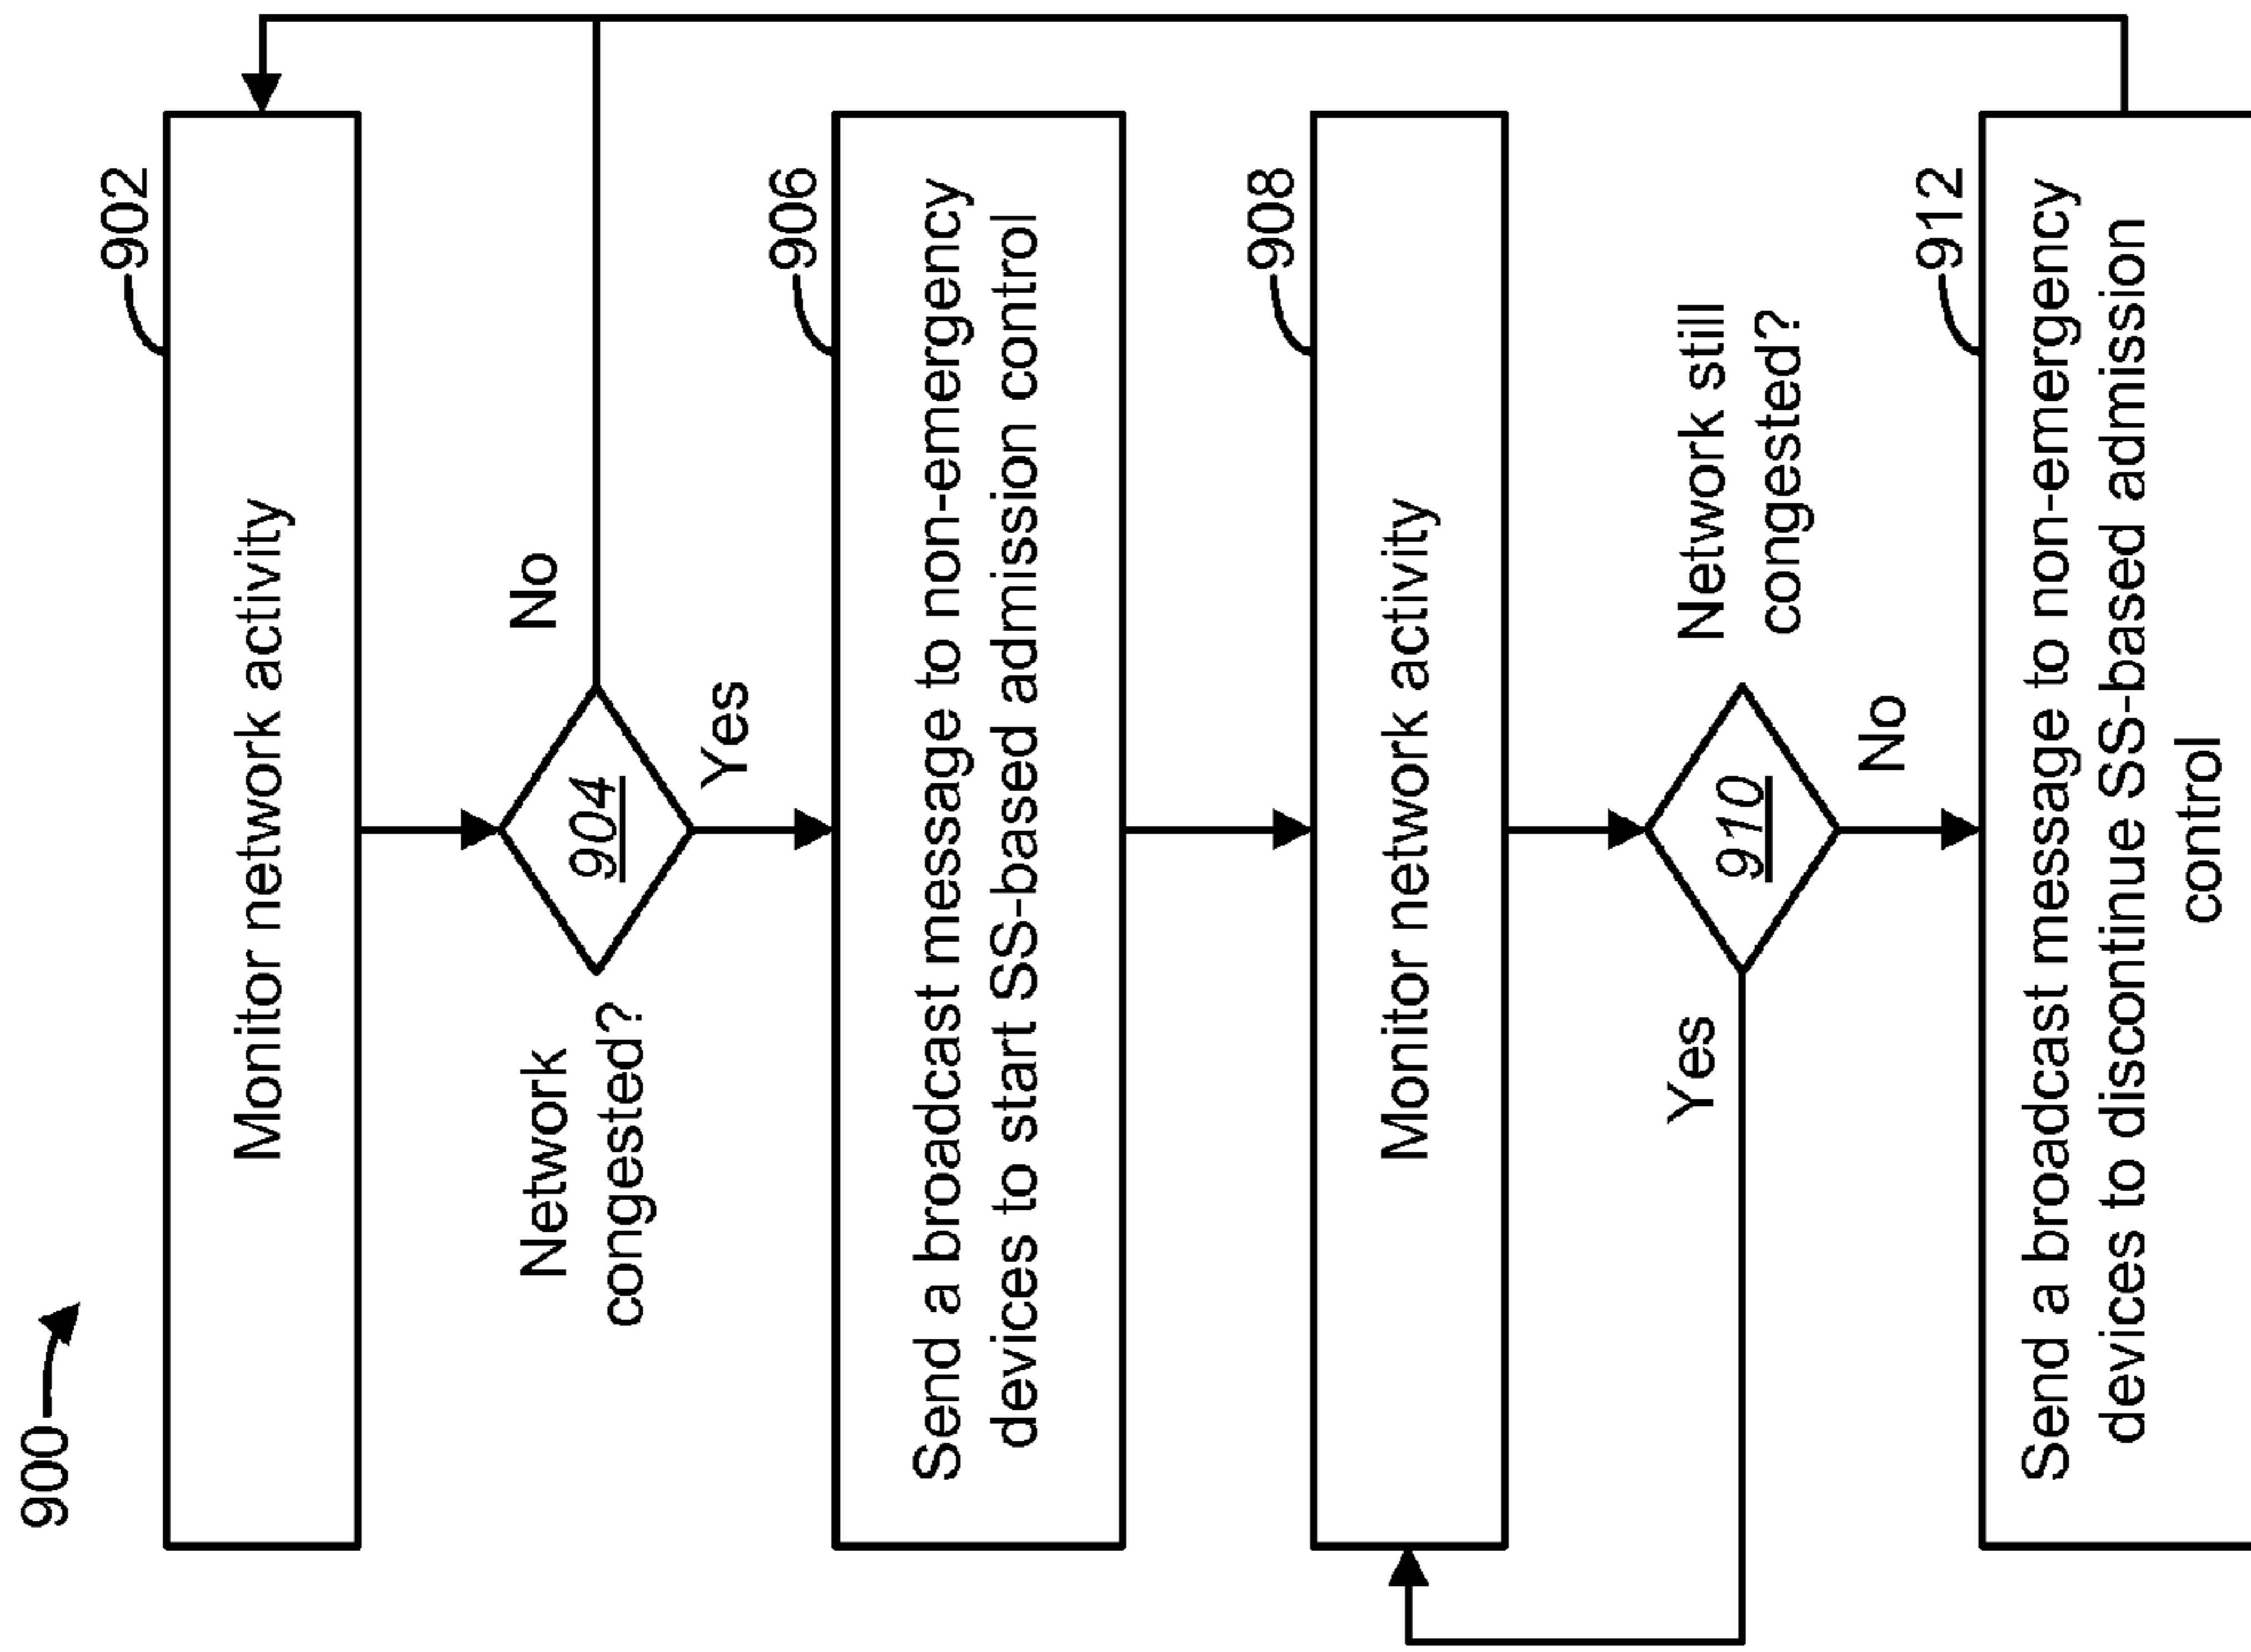 900
902
Monitor network activity
Network
congested?
904
No
Yes
906
Send a broadcast message to non-emergency
devices to start SS-based admission control
908
Monitor network activity
Network still
congested?
910
Yes
No
912
Send a broadcast message to non-emergency
devices to discontinue SS-based admission
control